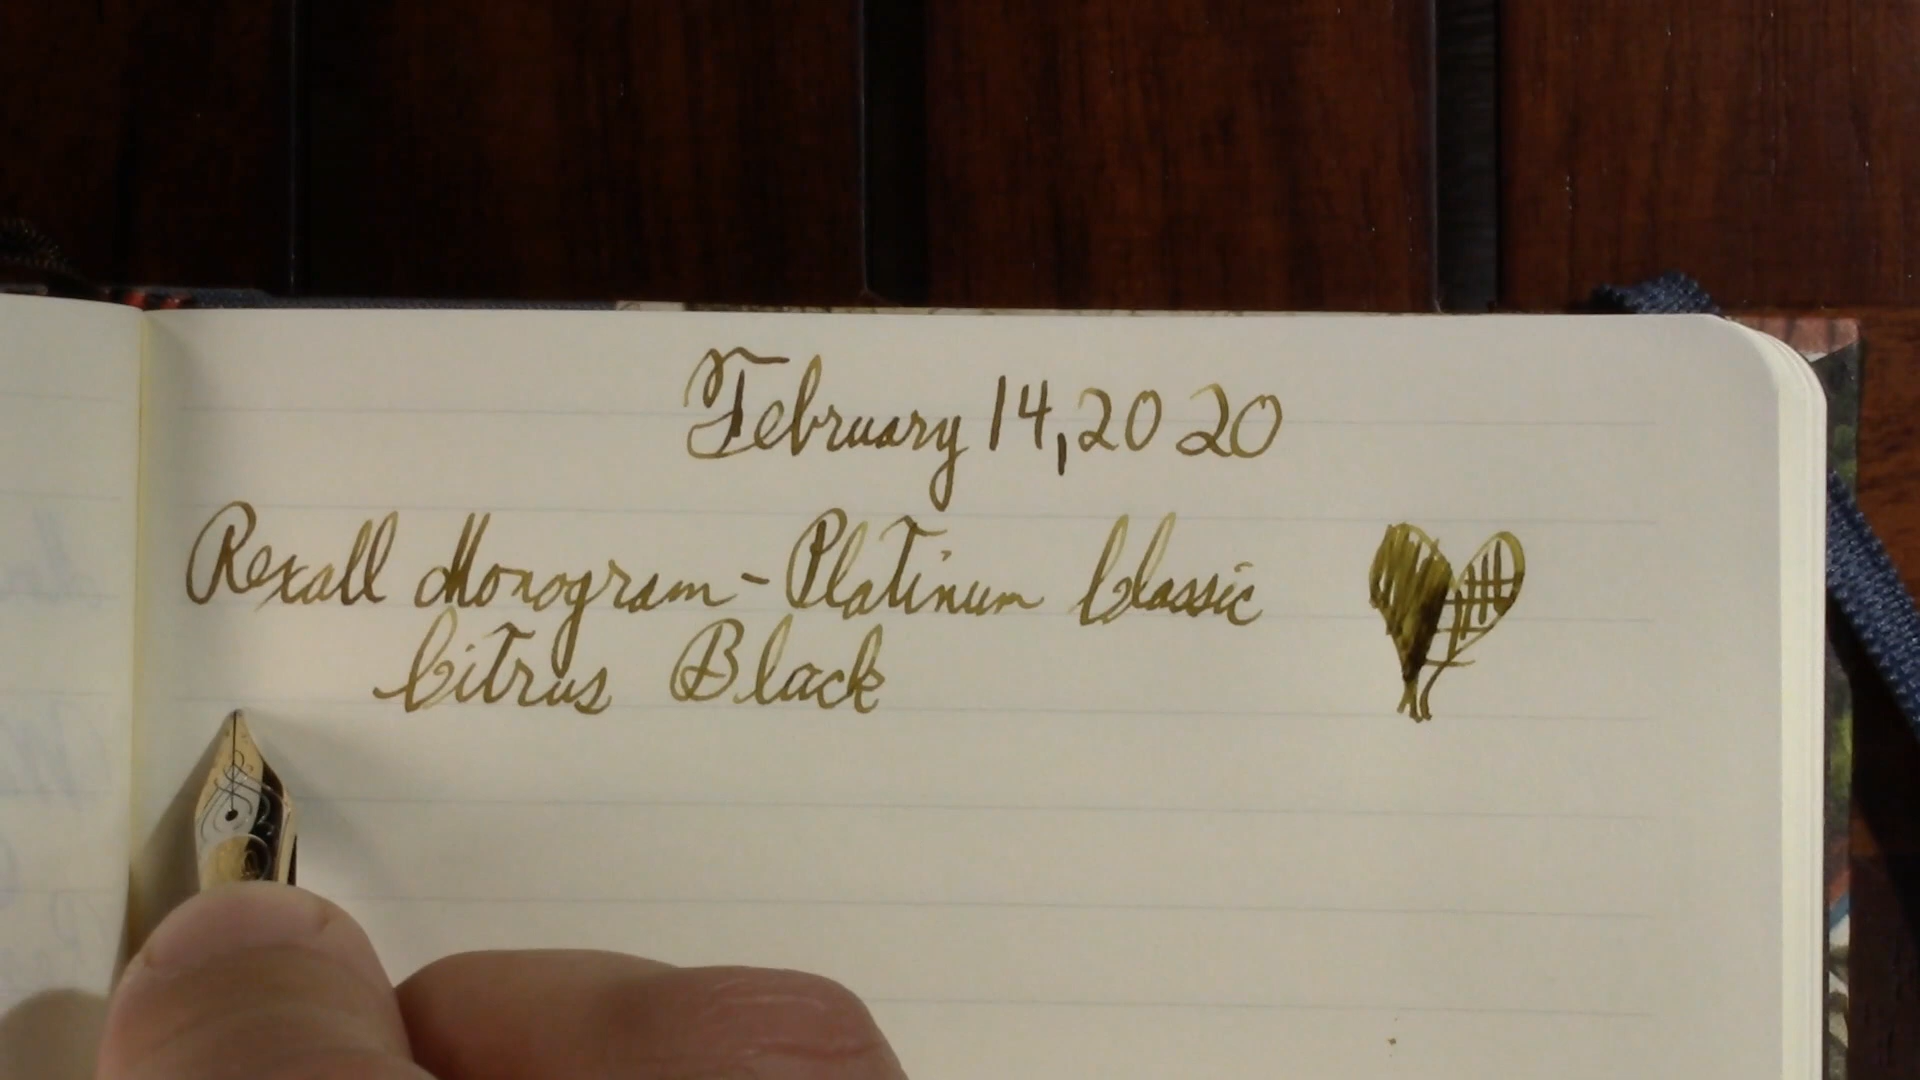 February 14, 2020
Rexall Monogram - Platinum Classic
Citrus Black